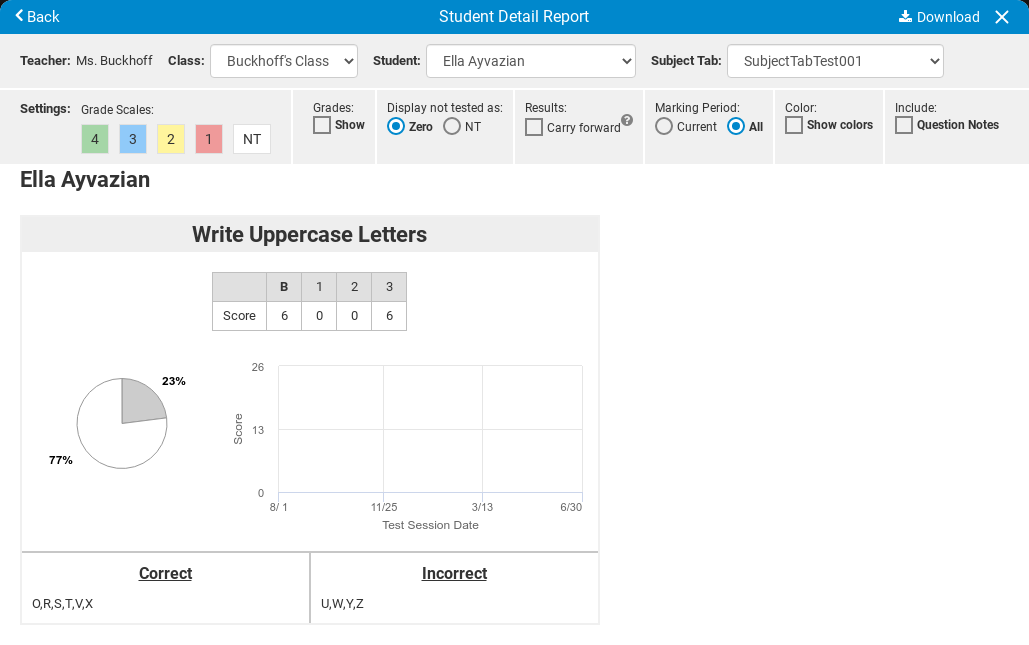 Back
Student Detail Report
Download
Teacher: Ms. Buckhoff Class: Buckhoff's Class Student: Ella Ayvazian Subject Tab: SubjectTabTest001
Settings: Grade Scales:
4 3 2 1 NT
Grades:
Show
Display not tested as:
Zero NT
Results:
Carry forward ?
Marking Period:
Current All
Color:
Show colors
Include:
Question Notes
Ella Ayvazian
Write Uppercase Letters
B 1 2 3
Score 6 0 0 6
23%
77%
26
13
0
Score
8/ 1 11/25 3/13 6/30
Test Session Date
Correct
O,R,S,T,V,X
Incorrect
U,W,Y,Z